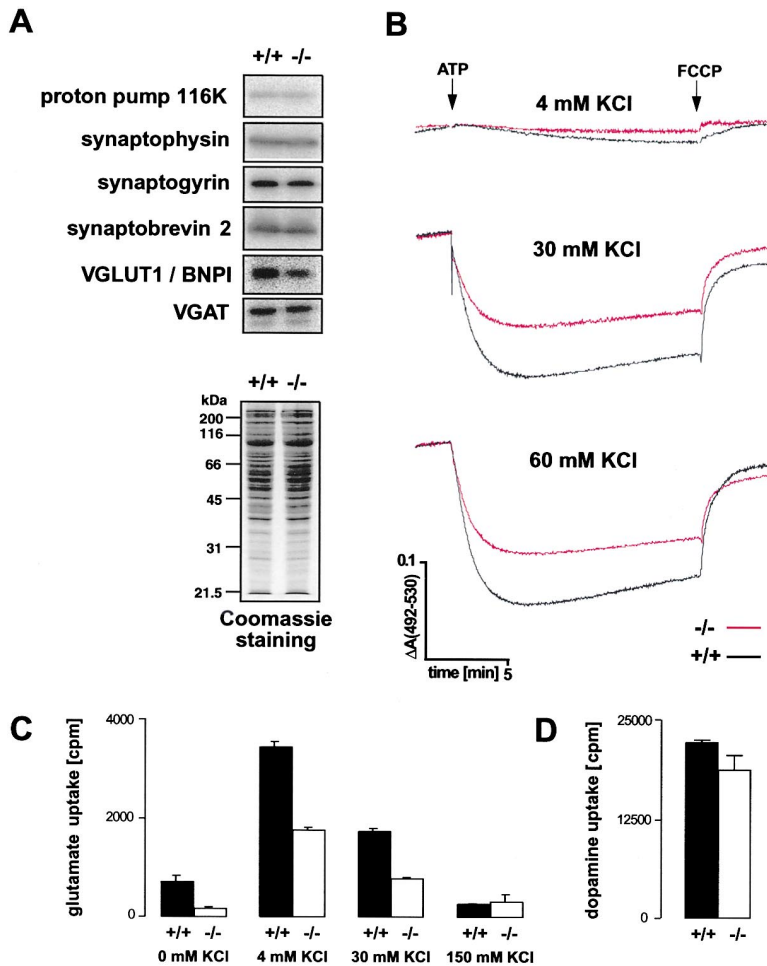 A
+/+ -/-
proton pump 116K
synaptophysin
synaptogyrin
synaptobrevin 2
VGLUT1 / BNPI
VGAT
+/+ -/-
kDa
200
116
66
45
31
21.5
Coomassie
staining
B
ATP
FCCP
4 mM KCl
30 mM KCl
60 mM KCl
0.1
ΔA(492-530)
time [min] 5
-/-
+/+
C
glutamate uptake [cpm]
4000
2000
0
+/+ -/- +/+ -/- +/+ -/- +/+ -/-
0 mM KCl 4 mM KCl 30 mM KCl 150 mM KCl
D
dopamine uptake [cpm]
25000
12500
0
+/+ -/-